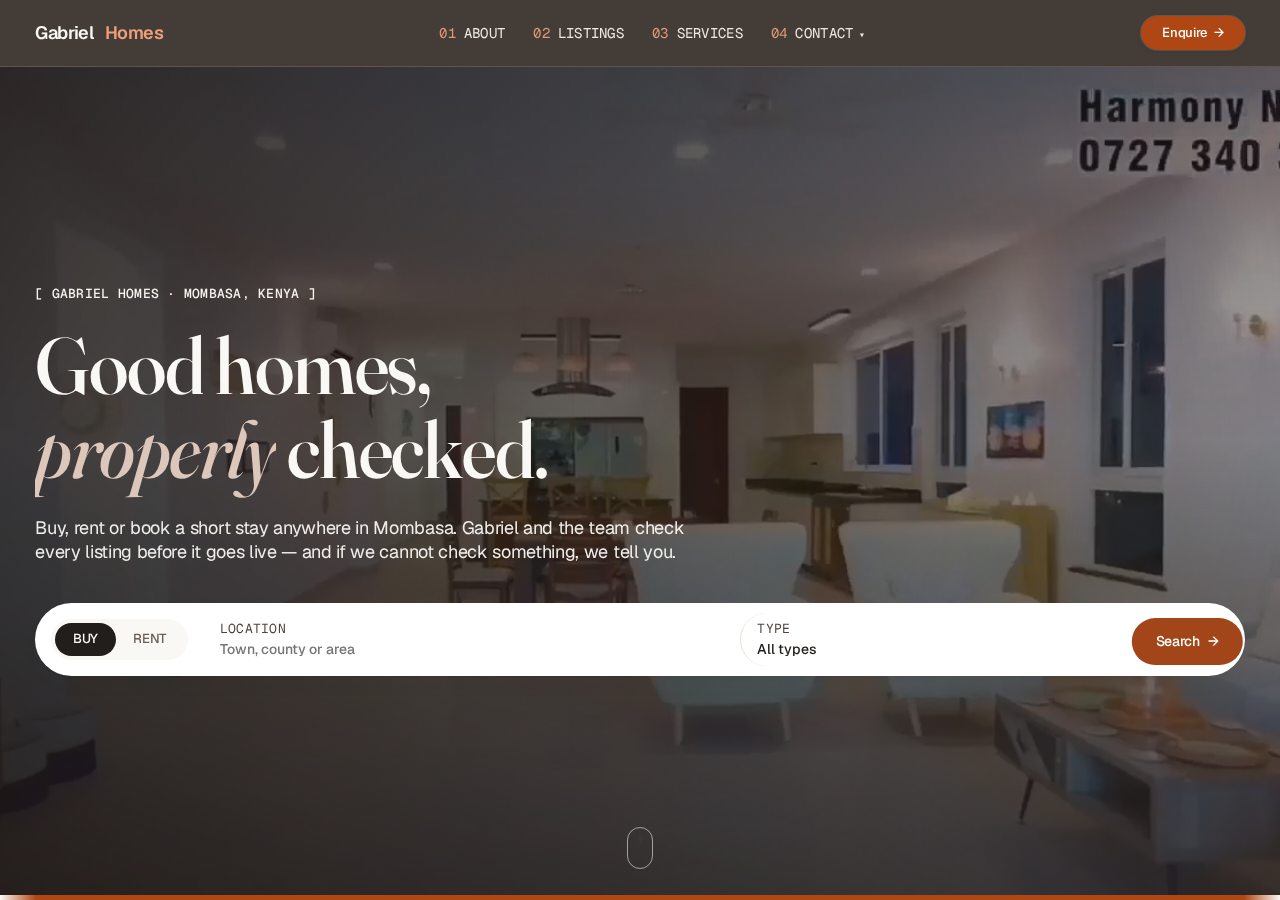 Gabriel Homes
01 ABOUT
02 LISTINGS
03 SERVICES
04 CONTACT ▾
Enquire →
Harmony
0727 340
[ GABRIEL HOMES · MOMBASA, KENYA ]
Good homes,
properly checked.
Buy, rent or book a short stay anywhere in Mombasa. Gabriel and the team check
every listing before it goes live — and if we cannot check something, we tell you.
BUY
RENT
LOCATION
Town, county or area
TYPE
All types
Search →